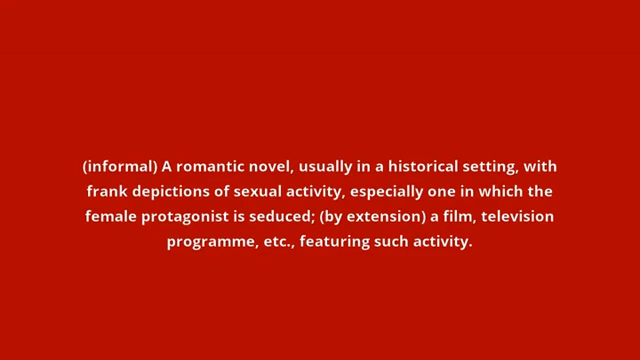 (informal) A romantic novel, usually in a historical setting, with
frank depictions of sexual activity, especially one in which the
female protagonist is seduced; (by extension) a film, television
programme, etc., featuring such activity.